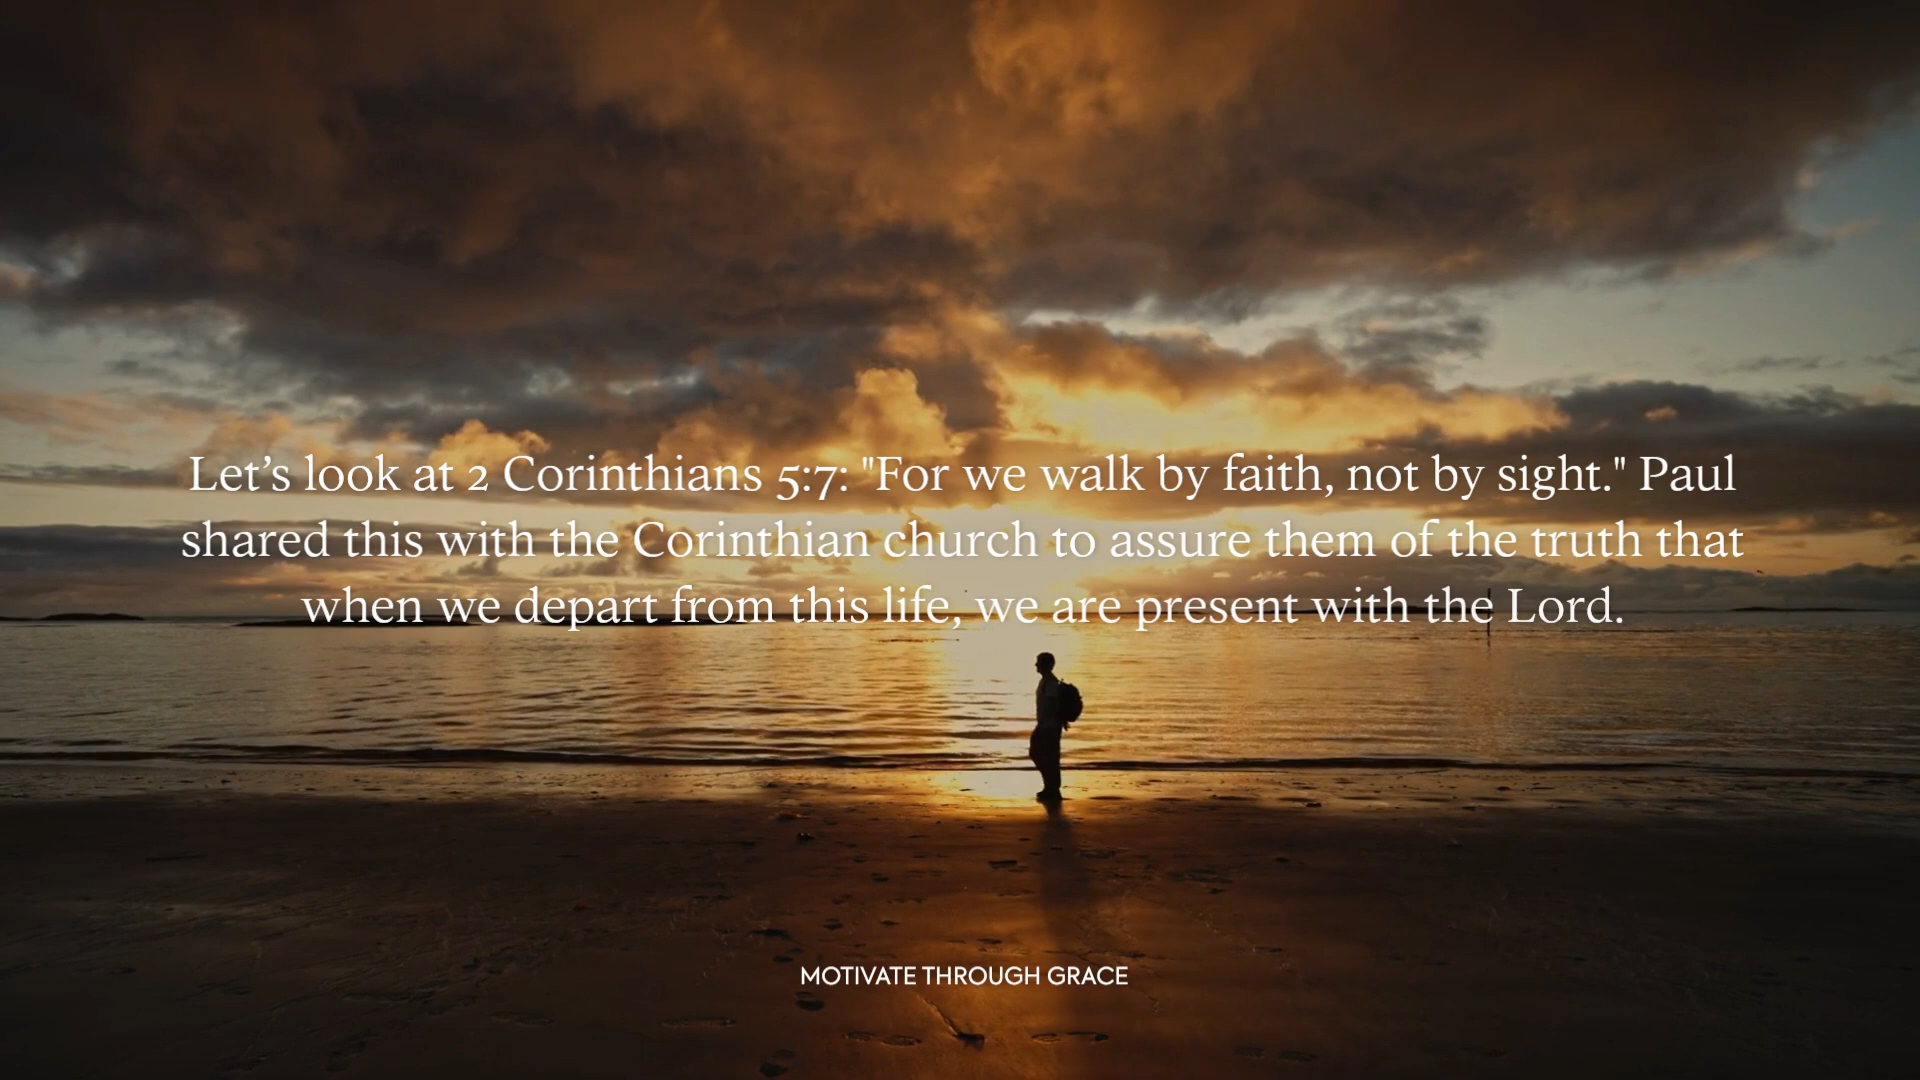 Let’s look at 2 Corinthians 5:7: "For we walk by faith, not by sight." Paul
shared this with the Corinthian church to assure them of the truth that
when we depart from this life, we are present with the Lord.
MOTIVATE THROUGH GRACE